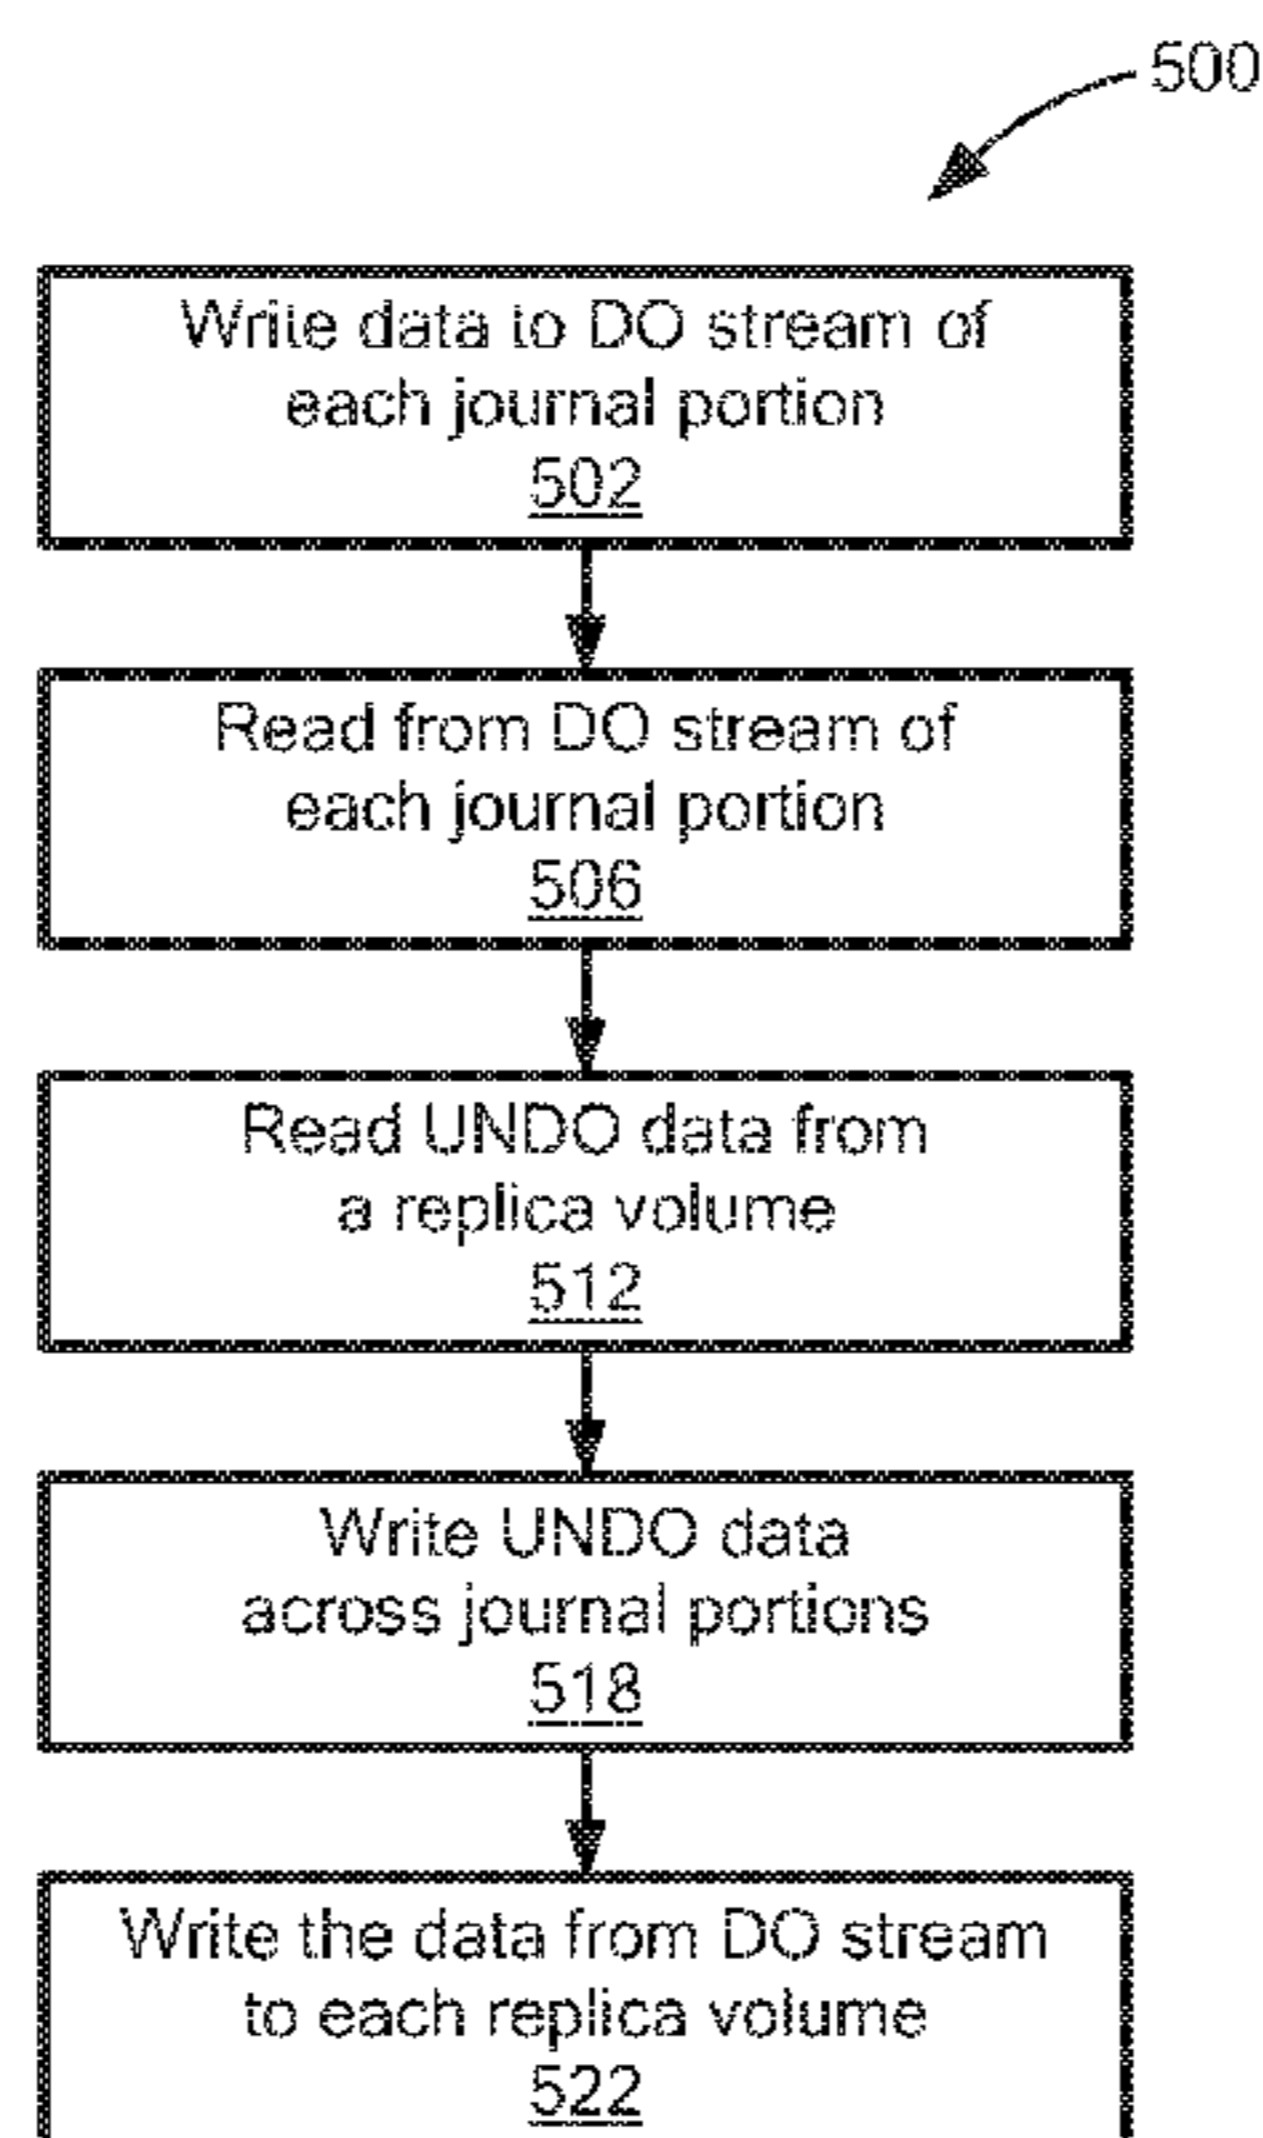 500
Write data to DO stream of
each journal portion
502
Read from DO stream of
each journal portion
506
Read UNDO data from
a replica volume
512
Write UNDO data
across journal portions
518
Write the data from DO stream
to each replica volume
522